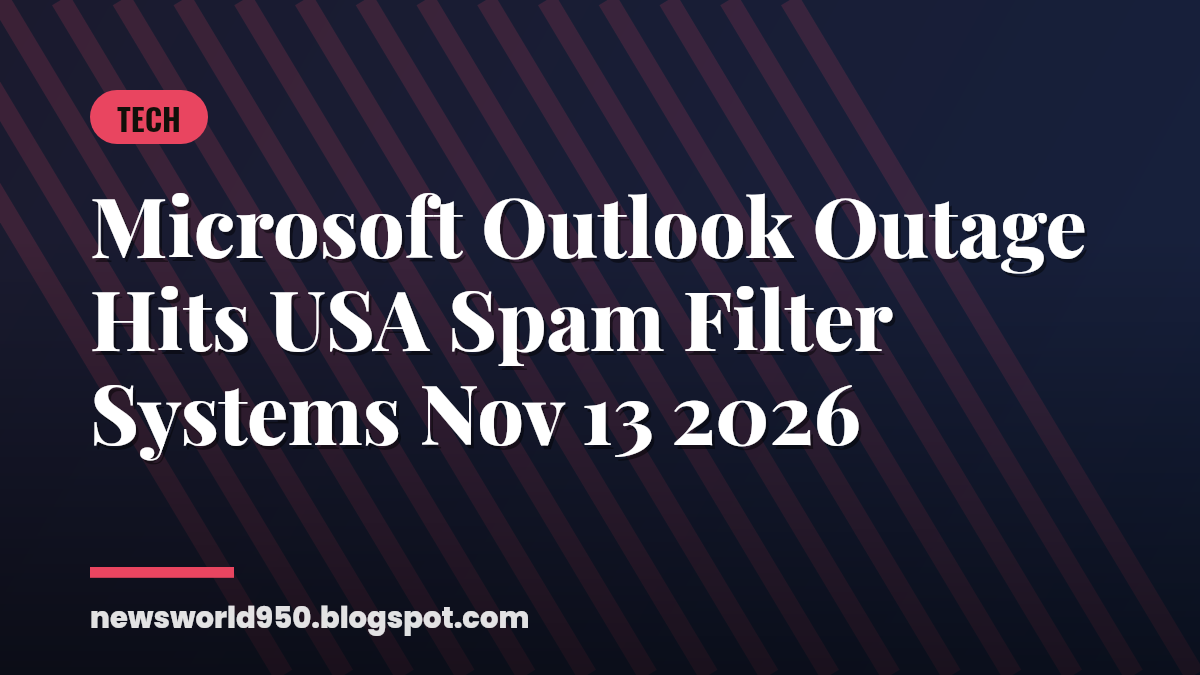 TECH
Microsoft Outlook Outage
Hits USA Spam Filter
Systems Nov 13 2026
newsworld950.blogspot.com